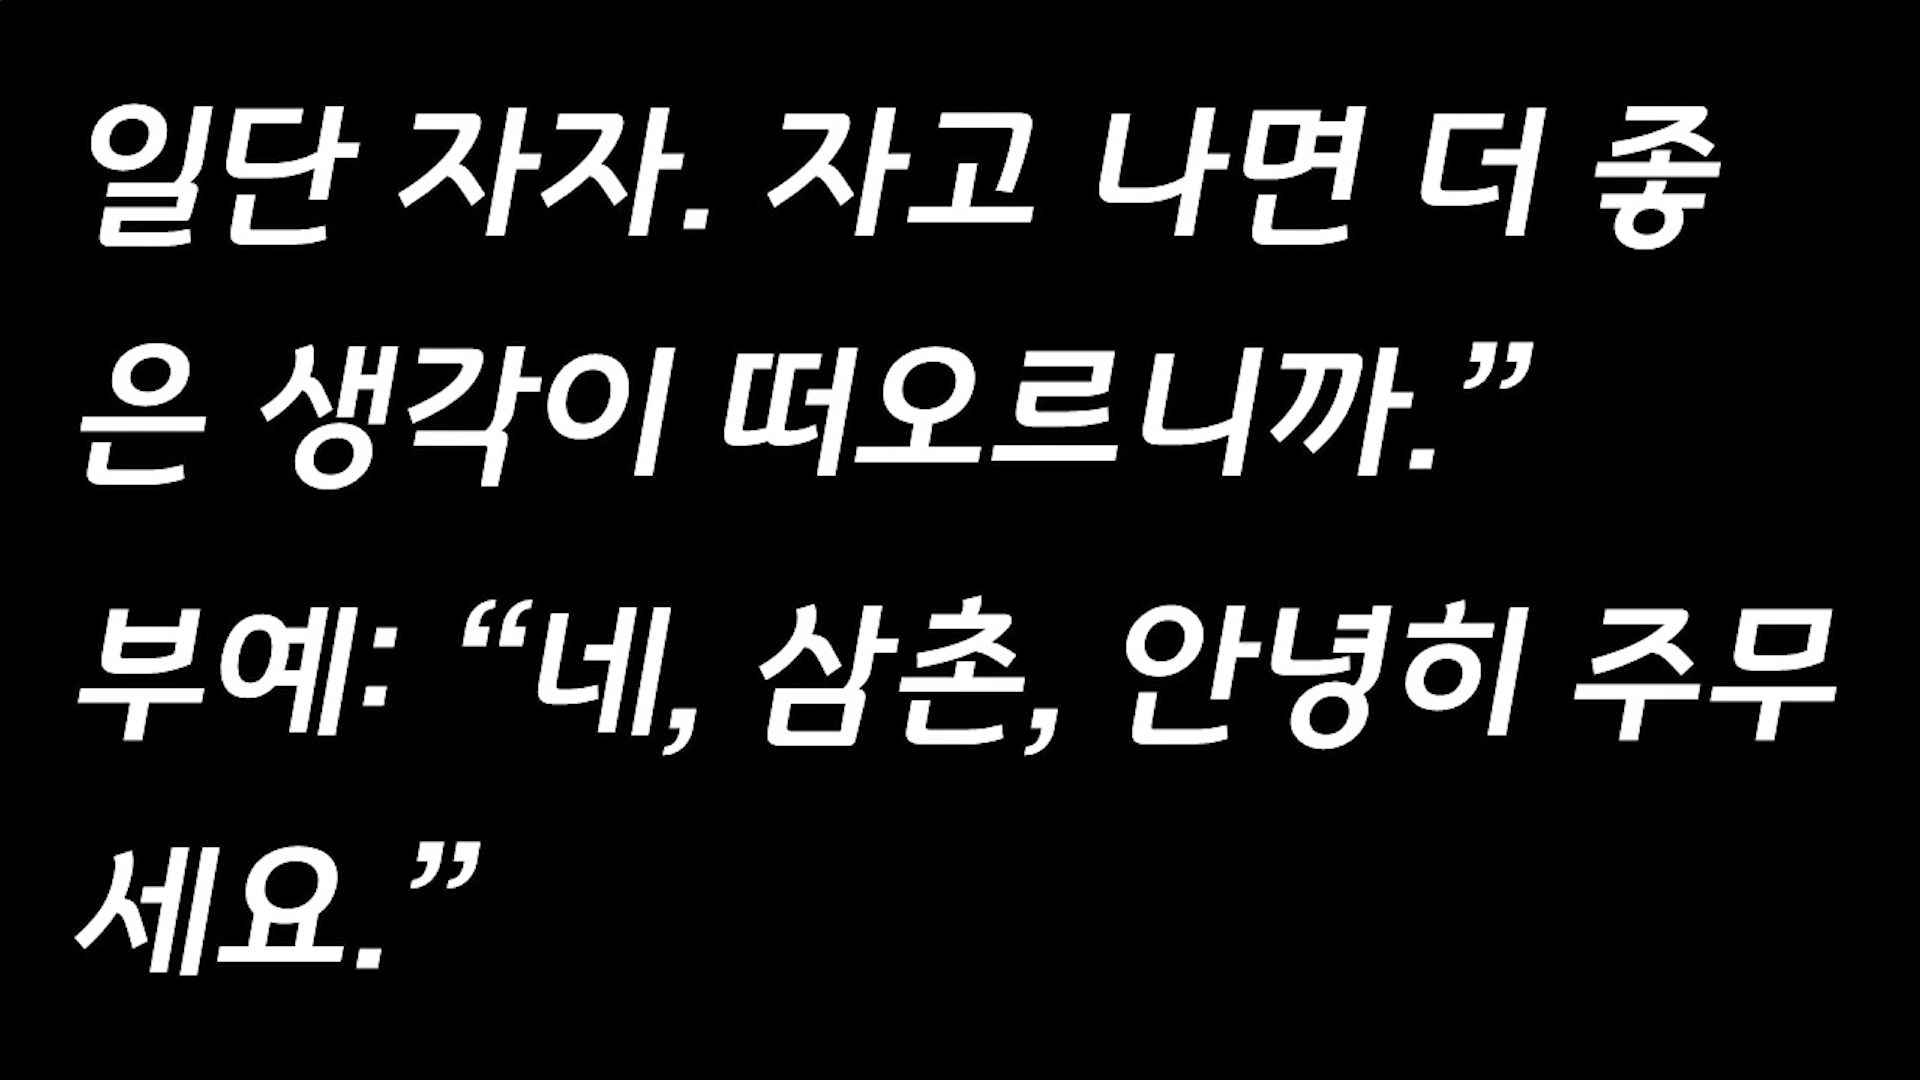 일단 자자. 자고 나면 더 좋
은 생각이 떠오르니까.”
부예: “네, 삼촌, 안녕히 주무
세요.”